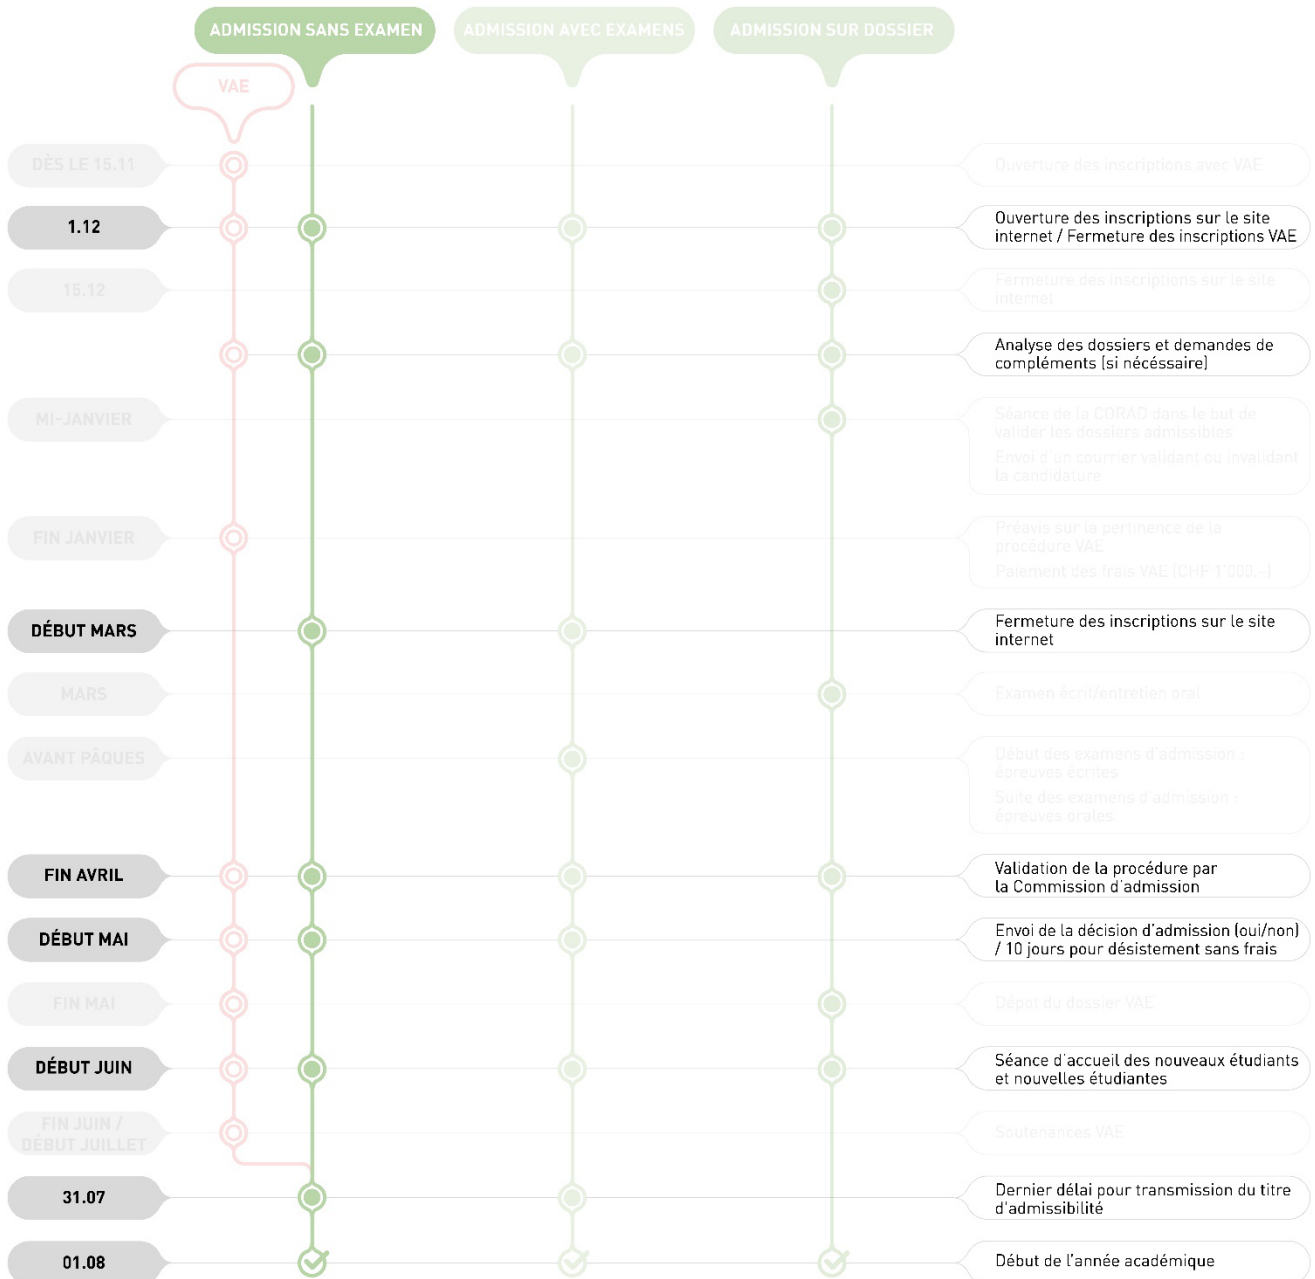 ADMISSION SANS EXAMEN
ADMISSION AVEC EXAMENS
ADMISSION SUR DOSSIER
VAE
DÈS LE 15.11
Ouverture des inscriptions avec VAE
1.12
Ouverture des inscriptions sur le site
internet / Fermeture des inscriptions VAE
15.12
Fermeture des inscriptions sur le site
internet
Analyse des dossiers et demandes de
compléments (si nécéssaire)
MI-JANVIER
Séance de la CORAD dans le but de
valider les dossiers admissibles
Envoi d'un courrier validant ou invalidant
la candidature
FIN JANVIER
Préavis sur la pertinence de la
procédure VAE
Paiement des frais VAE (CHF 1'000.-)
DÉBUT MARS
Fermeture des inscriptions sur le site
internet
MARS
Examen écrit/entretien oral
AVANT PÂQUES
Début des examens d'admission :
épreuves écrites
Suite des examens d'admission :
épreuves orales
FIN AVRIL
Validation de la procédure par
la Commission d'admission
DÉBUT MAI
Envoi de la décision d'admission (oui/non)
/ 10 jours pour désistement sans frais
FIN MAI
Dépot du dossier VAE
DÉBUT JUIN
Séance d'accueil des nouveaux étudiants
et nouvelles étudiantes
FIN JUIN /
DÉBUT JUILLET
Soutenances VAE
31.07
Dernier délai pour transmission du titre
d'admissibilité
01.08
Début de l'année académique